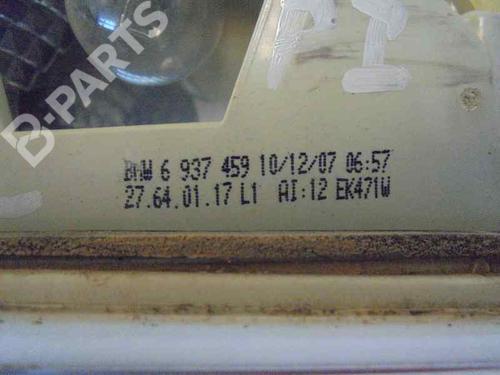 B-PARTS
BMW 6 937 459 10/12/07 06:57
27.64.01.17 L1 AI:12 EK471W